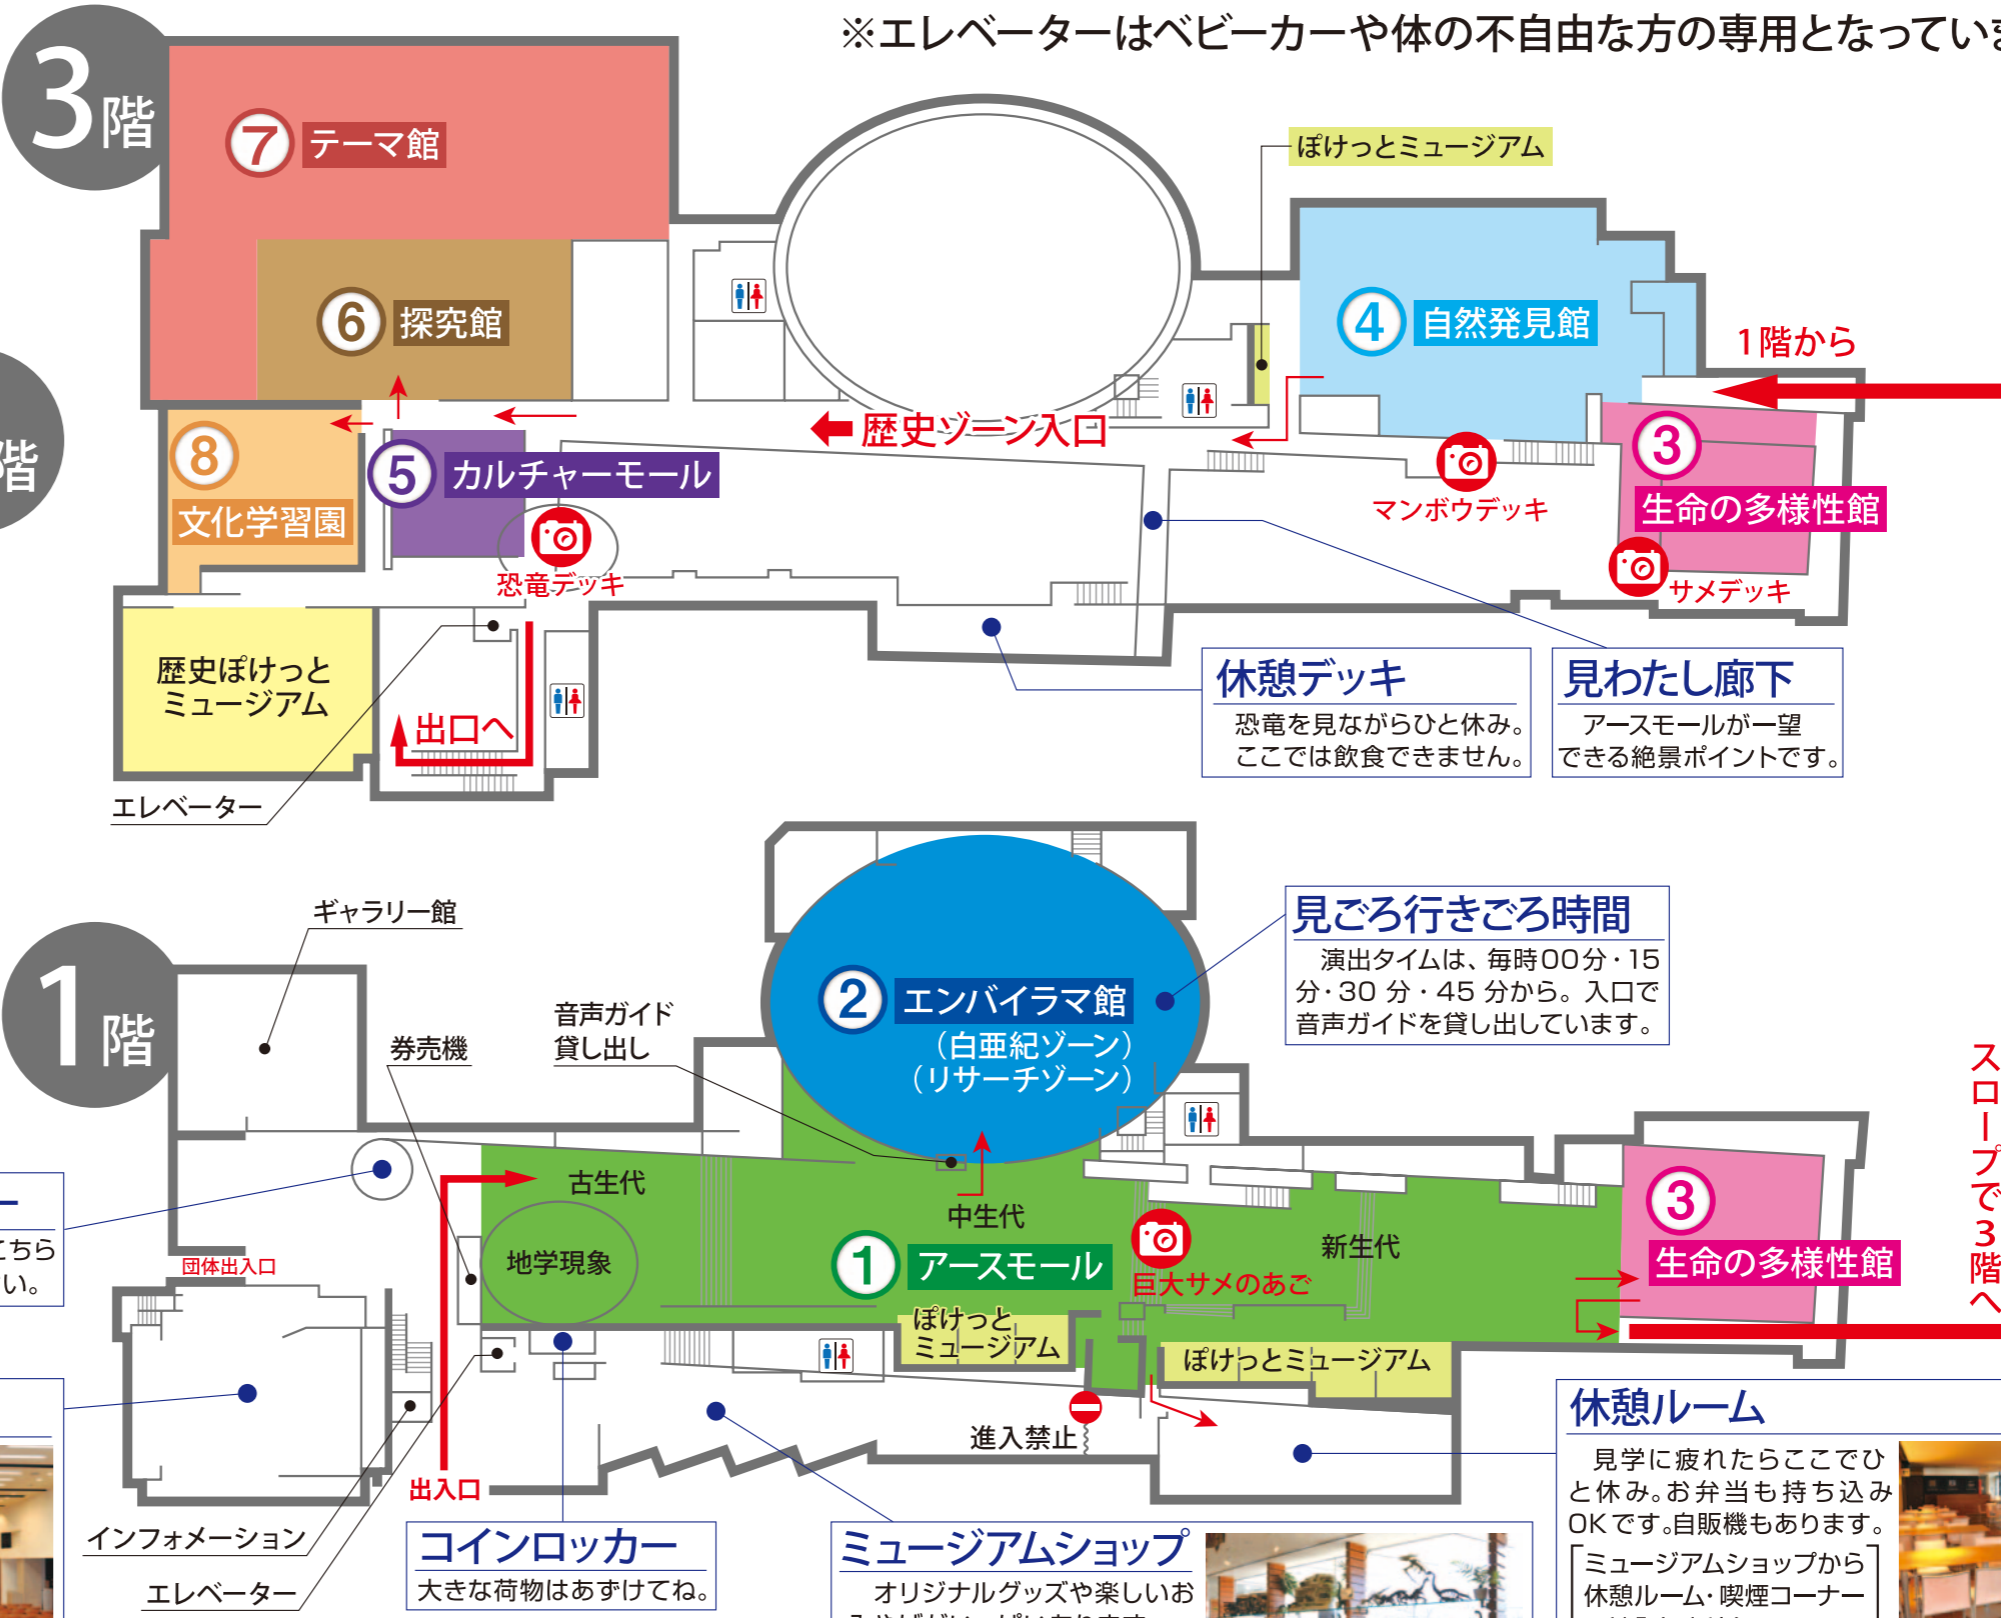 ※エレベーターはベビーカーや体の不自由な方の専用となっていま
3階
階
7 テーマ館
ぽけっとミュージアム
6 探究館
4 自然発見館
1階から
歴史ゾーン入口
3
生命の多様性館
8
文化学習園
5 カルチャーモール
マンボウデッキ
恐竜デッキ
サメデッキ
歴史ぽけっと
ミュージアム
出口へ
エレベーター
休憩デッキ
恐竜を見ながらひと休み。
ここでは飲食できません。
見わたし廊下
アースモールが一望
できる絶景ポイントです。
1階
ギャラリー館
券売機
音声ガイド
貸し出し
2 エンバイラマ館
(白亜紀ゾーン)
(リサーチゾーン)
見ごろ行きごろ時間
演出タイムは、毎時00分・15
分・30 分・45 分から。入口で
音声ガイドを貸し出しています。
スロープで3階へ
古生代
中生代
地学現象
1 アースモール
巨大サメのあご
新生代
3
生命の多様性館
ー
こちら
い。
団体出入口
ぽけっと
ミュージアム
ぽけっとミュージアム
進入禁止
出入口
インフォメーション
エレベーター
コインロッカー
大きな荷物はあずけてね。
ミュージアムショップ
オリジナルグッズや楽しいお
休憩ルーム
見学に疲れたらここでひ
と休み。お弁当も持ち込み
OKです。自販機もあります。
ミュージアムショップから
休憩ルーム・喫煙コーナー